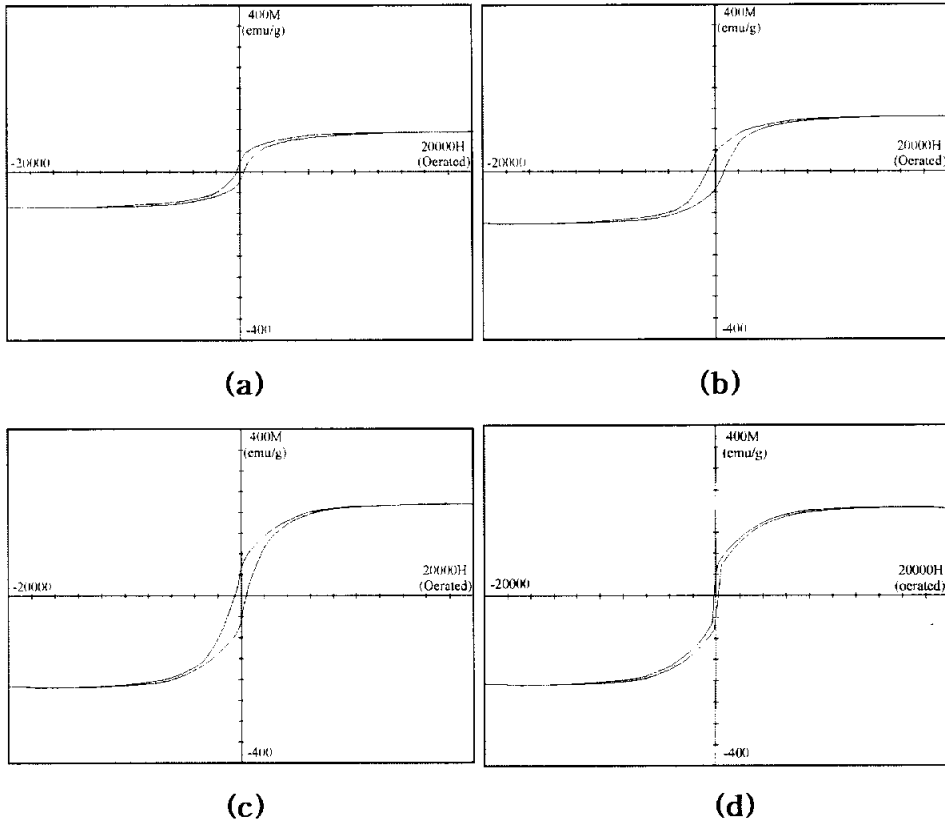 400M
(emu/g)
-20000
20000H
(Oerated)
-400
(a)
400M
(emu/g)
-20000
20000H
(Oerated)
-400
(b)
400M
(emu/g)
-20000
20000H
(Oerated)
-400
(c)
400M
(emu/g)
-20000
20000H
(oerated)
-400
(d)